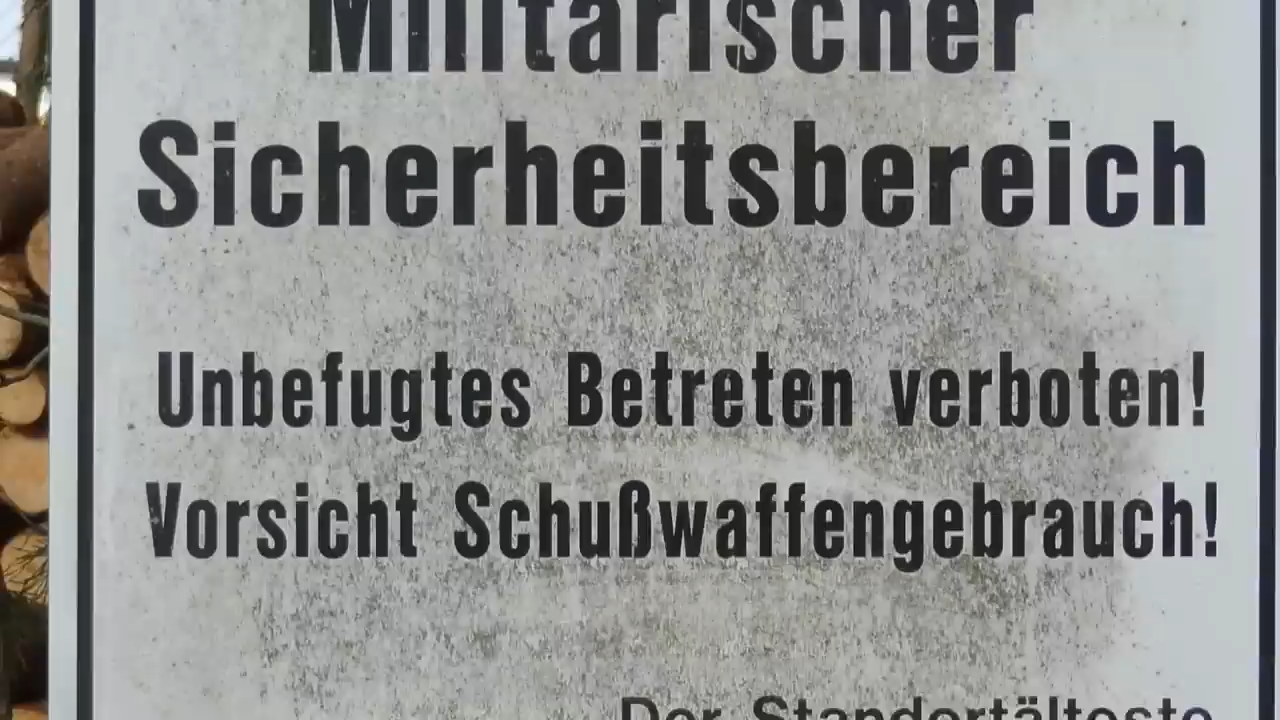 Militärischer
Sicherheitsbereich
Unbefugtes Betreten verboten!
Vorsicht Schußwaffengebrauch!
Der Standortälteste